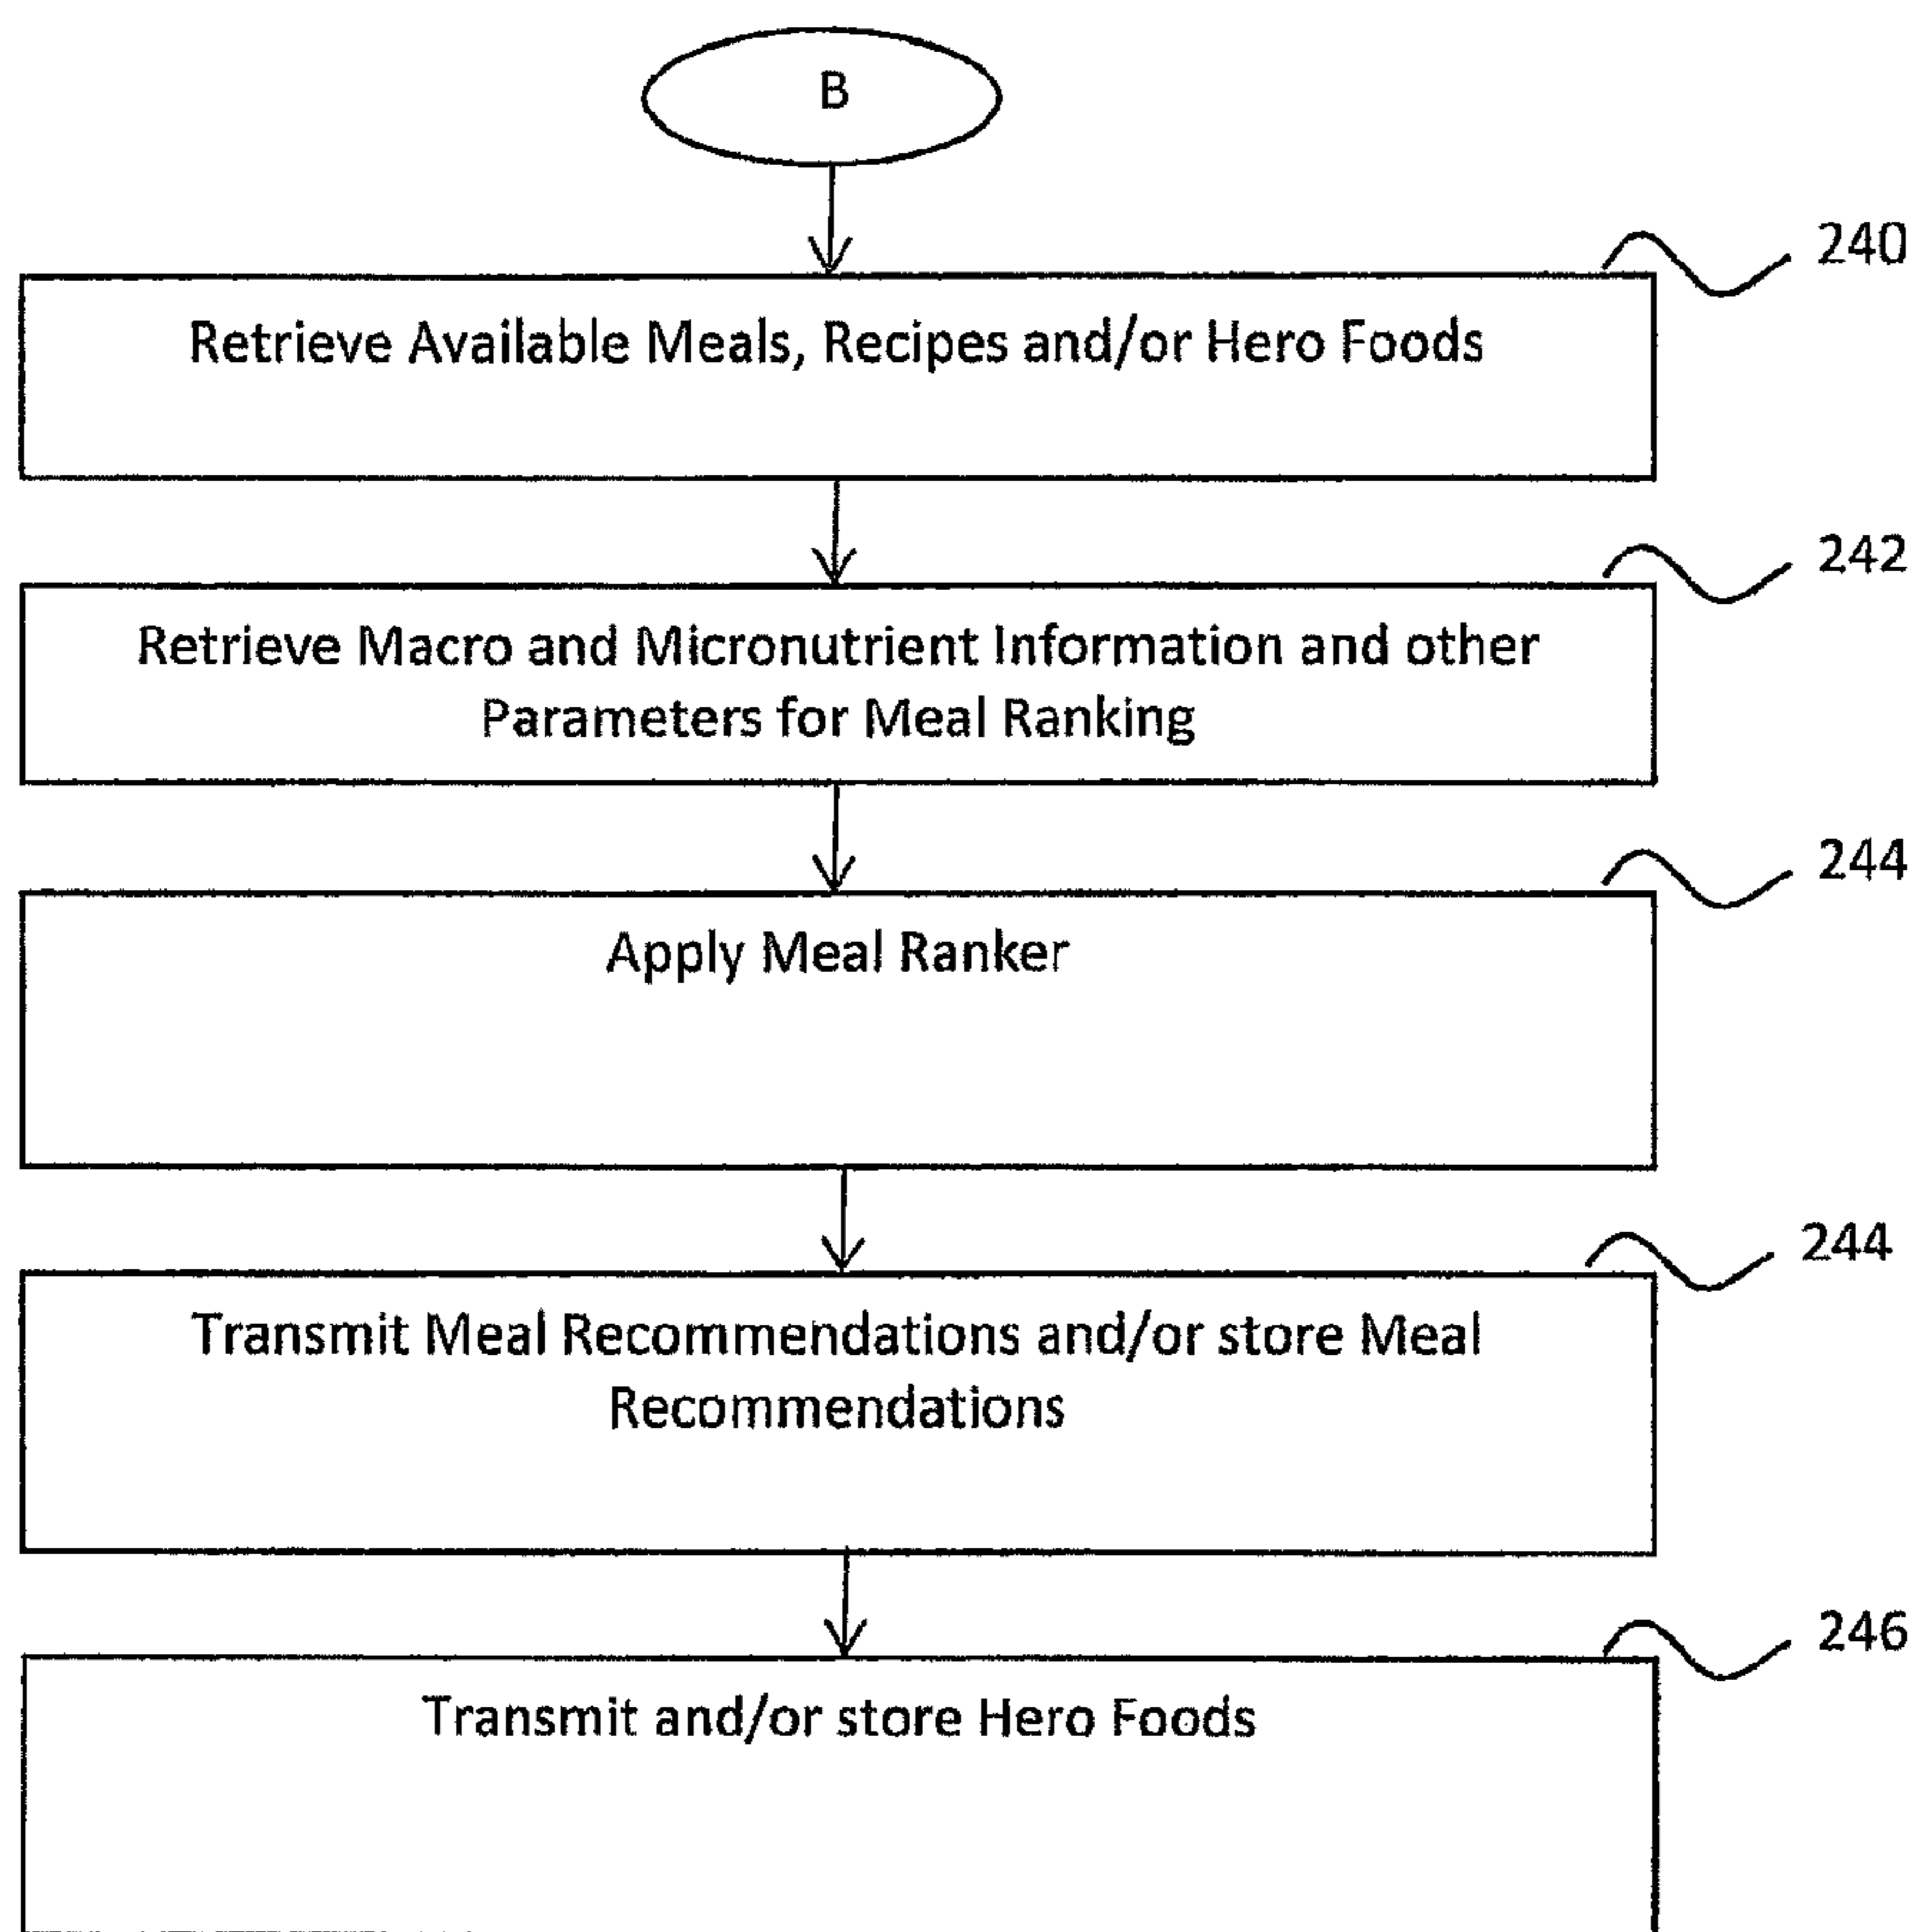 B
240
Retrieve Available Meals, Recipes and/or Hero Foods
242
Retrieve Macro and Micronutrient Information and other
Parameters for Meal Ranking
244
Apply Meal Ranker
244
Transmit Meal Recommendations and/or store Meal
Recommendations
246
Transmit and/or store Hero Foods